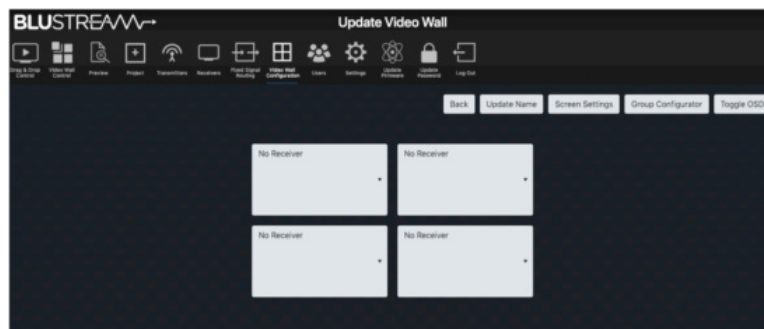 BLUSTREAM
Update Video Wall
Drag & Drop Control
Video Wall Control
Preview
Project
Transmitters
Receivers
Fixed Signal Routing
Video Wall Configuration
Users
Settings
Update Firmware
Update Password
Log Out
Back
Update Name
Screen Settings
Group Configurator
Toggle OSD
No Receiver
No Receiver
No Receiver
No Receiver